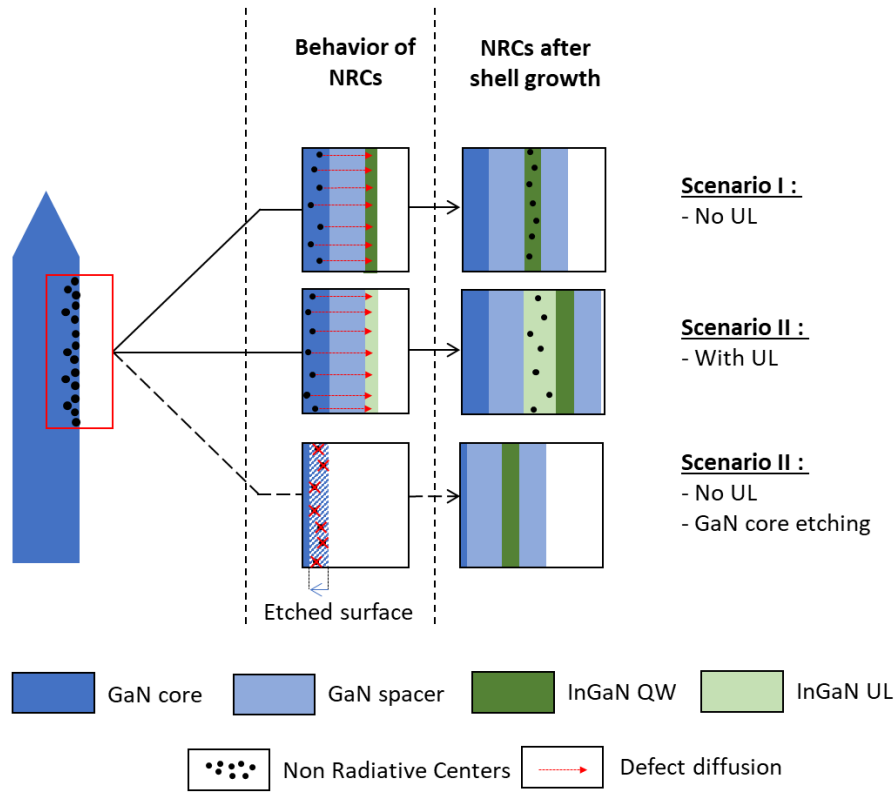 Behavior of
NRCs
NRCs after
shell growth
Scenario I :
- No UL
Scenario II :
- With UL
Scenario II :
- No UL
- GaN core etching
Etched surface
GaN core
GaN spacer
InGaN QW
InGaN UL
Non Radiative Centers
Defect diffusion